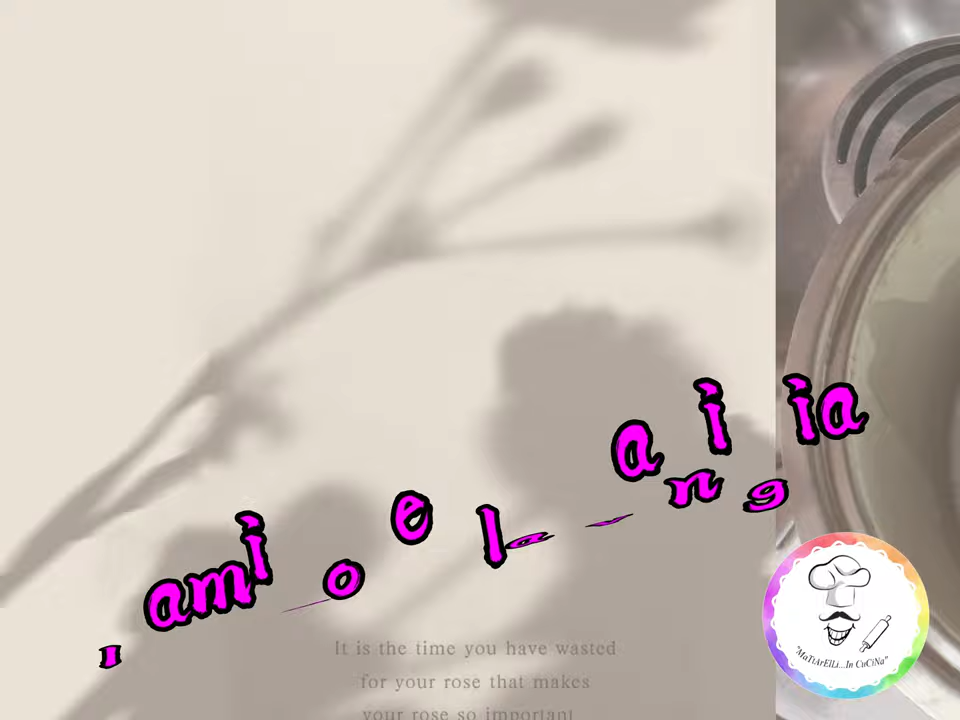 e la
It is the time you have wasted
for your rose that makes
your rose so important
"MaTtArElLi...In CuCiNa"